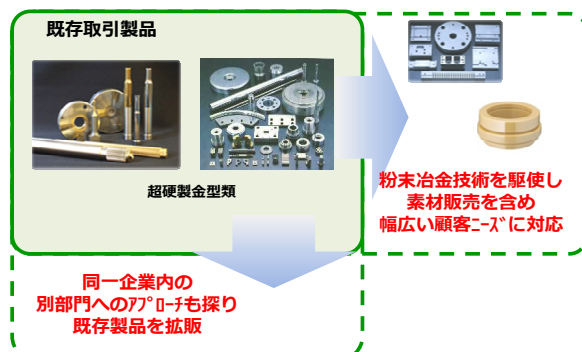 既存取引製品
超硬製金型類
粉末冶金技術を駆使し
素材販売を含め
幅広い顧客ﾆｰｽﾞに対応
同一企業内の
別部門へのｱﾌﾟﾛｰﾁも探り
既存製品を拡販